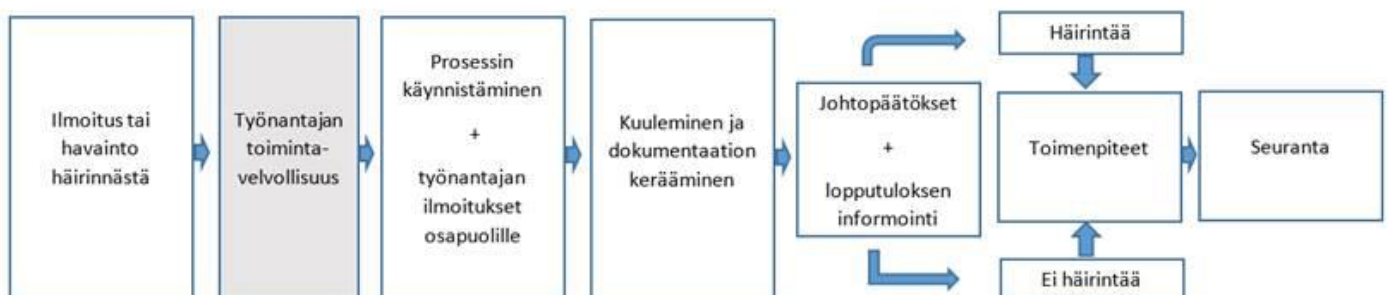 Ilmoitus tai
havainto
häirinnästä
Työnantajan
toiminta-
velvollisuus
Prosessin
käynnistäminen
+
työnantajan
ilmoitukset
osapuolille
Kuuleminen ja
dokumentaation
kerääminen
Johtopäätökset
+
lopputuloksen
informointi
Häirintää
Ei häirintää
Toimenpiteet
Seuranta